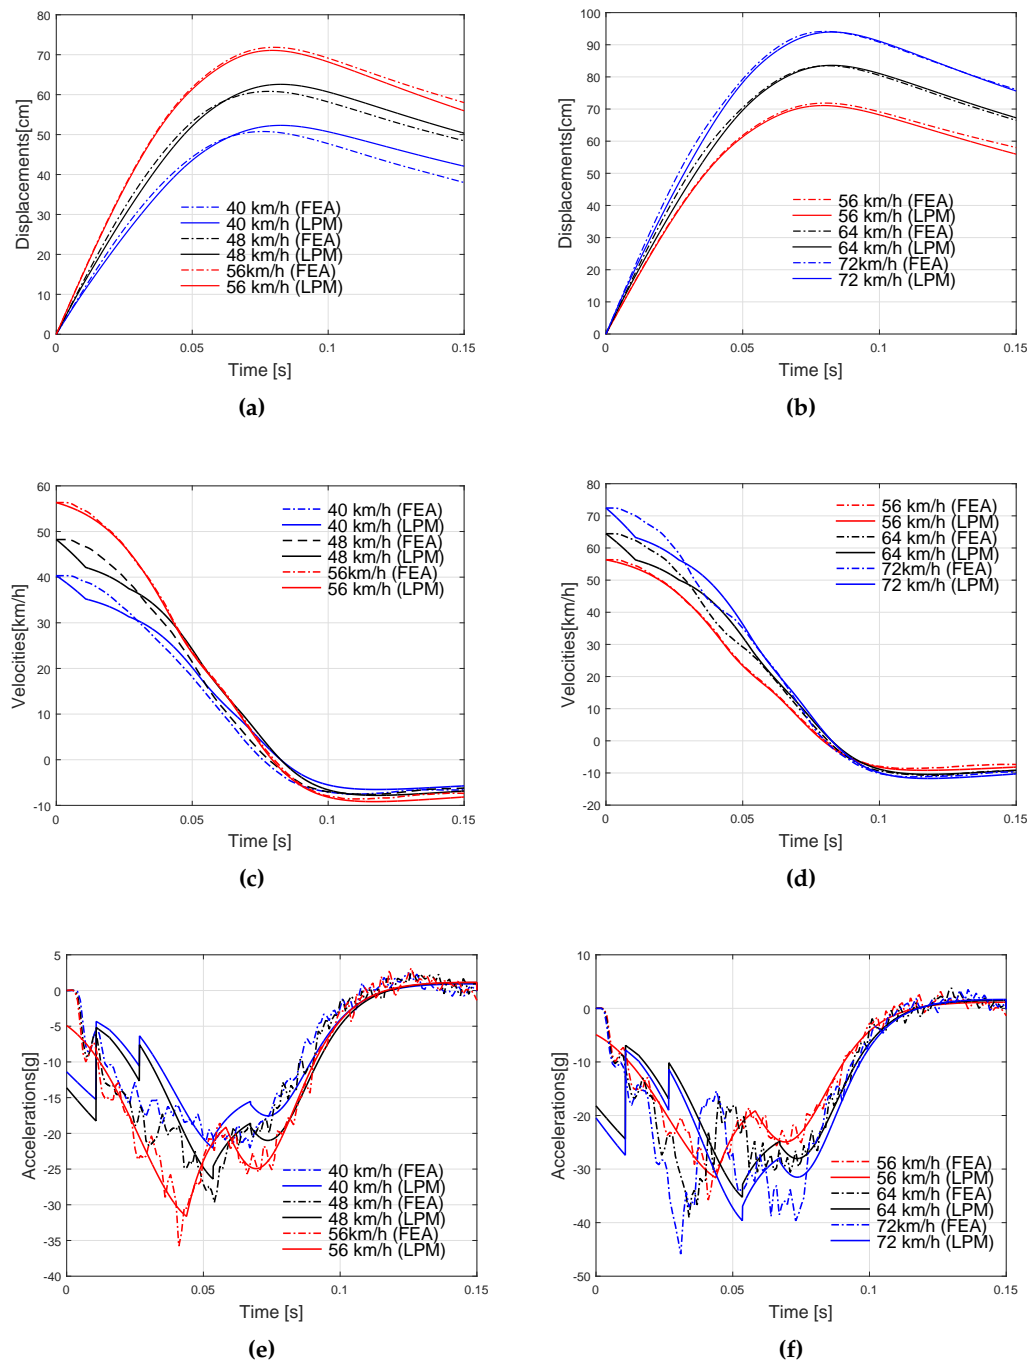 80
70
60
50
40
30
20
10
0
Displacements[cm]
40 km/h (FEA)
40 km/h (LPM)
48 km/h (FEA)
48 km/h (LPM)
56km/h (FEA)
56 km/h (LPM)
0 0.05 0.1 0.15
Time [s]
(a)
100
90
80
70
60
50
40
30
20
10
0
Displacements[cm]
56 km/h (FEA)
56 km/h (LPM)
64 km/h (FEA)
64 km/h (LPM)
72km/h (FEA)
72 km/h (LPM)
0 0.05 0.1 0.15
Time [s]
(b)
60
50
40
30
20
10
0
-10
Velocities[km/h]
40 km/h (FEA)
40 km/h (LPM)
48 km/h (FEA)
48 km/h (LPM)
56km/h (FEA)
56 km/h (LPM)
0 0.05 0.1 0.15
Time [s]
(c)
80
70
60
50
40
30
20
10
0
-10
-20
Velocities[km/h]
56 km/h (FEA)
56 km/h (LPM)
64 km/h (FEA)
64 km/h (LPM)
72km/h (FEA)
72 km/h (LPM)
0 0.05 0.1 0.15
Time [s]
(d)
5
0
-5
-10
-15
-20
-25
-30
-35
-40
Accelerations[g]
40 km/h (FEA)
40 km/h (LPM)
48 km/h (FEA)
48 km/h (LPM)
56km/h (FEA)
56 km/h (LPM)
0 0.05 0.1 0.15
Time [s]
(e)
10
0
-10
-20
-30
-40
-50
Accelerations[g]
56 km/h (FEA)
56 km/h (LPM)
64 km/h (FEA)
64 km/h (LPM)
72km/h (FEA)
72 km/h (LPM)
0 0.05 0.1 0.15
Time [s]
(f)